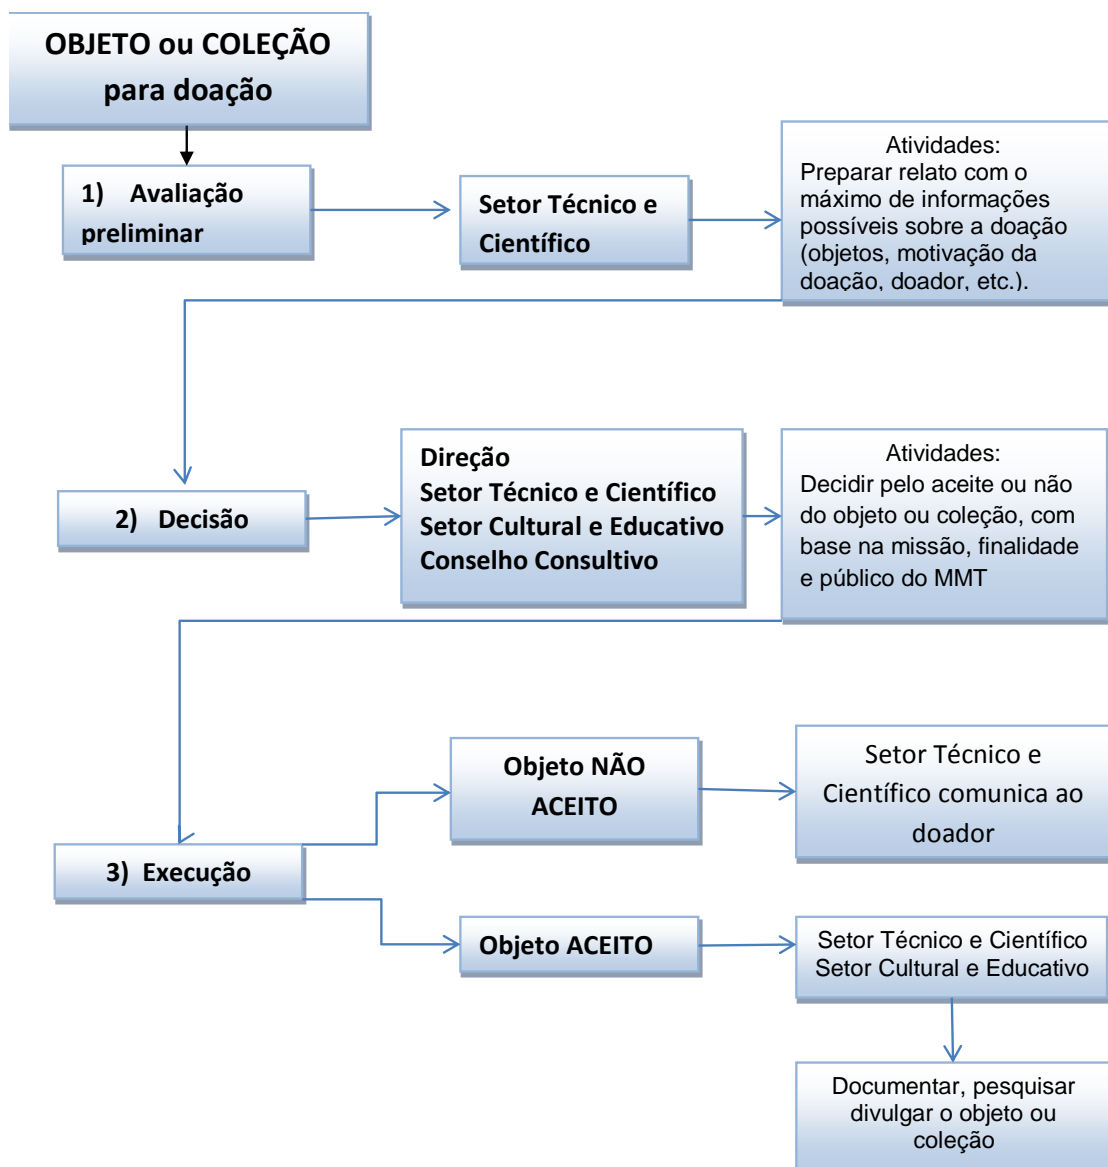 OBJETO ou COLEÇÃO
para doação
1) Avaliação
preliminar
Setor Técnico e
Científico
Atividades:
Preparar relato com o
máximo de informações
possíveis sobre a doação
(objetos, motivação da
doação, doador, etc.).
2) Decisão
Direção
Setor Técnico e Científico
Setor Cultural e Educativo
Conselho Consultivo
Atividades:
Decidir pelo aceite ou não
do objeto ou coleção, com
base na missão, finalidade
e público do MMT
3) Execução
Objeto NÃO
ACEITO
Setor Técnico e
Científico comunica ao
doador
Objeto ACEITO
Setor Técnico e Científico
Setor Cultural e Educativo
Documentar, pesquisar
divulgar o objeto ou
coleção